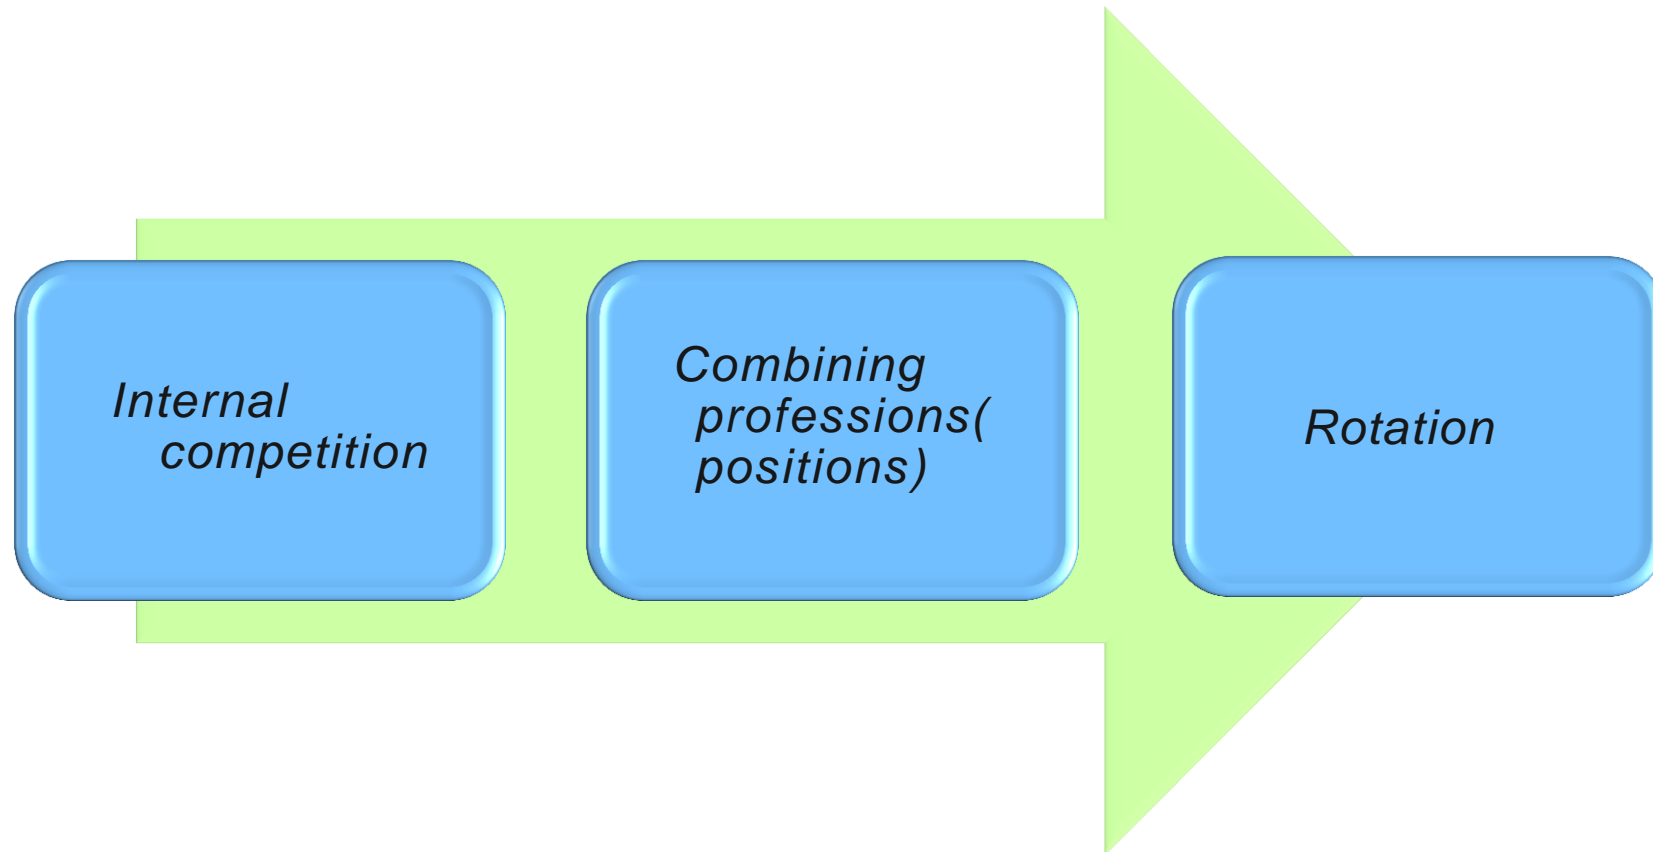 Internal
competition
Combining
professions(
positions)
Rotation